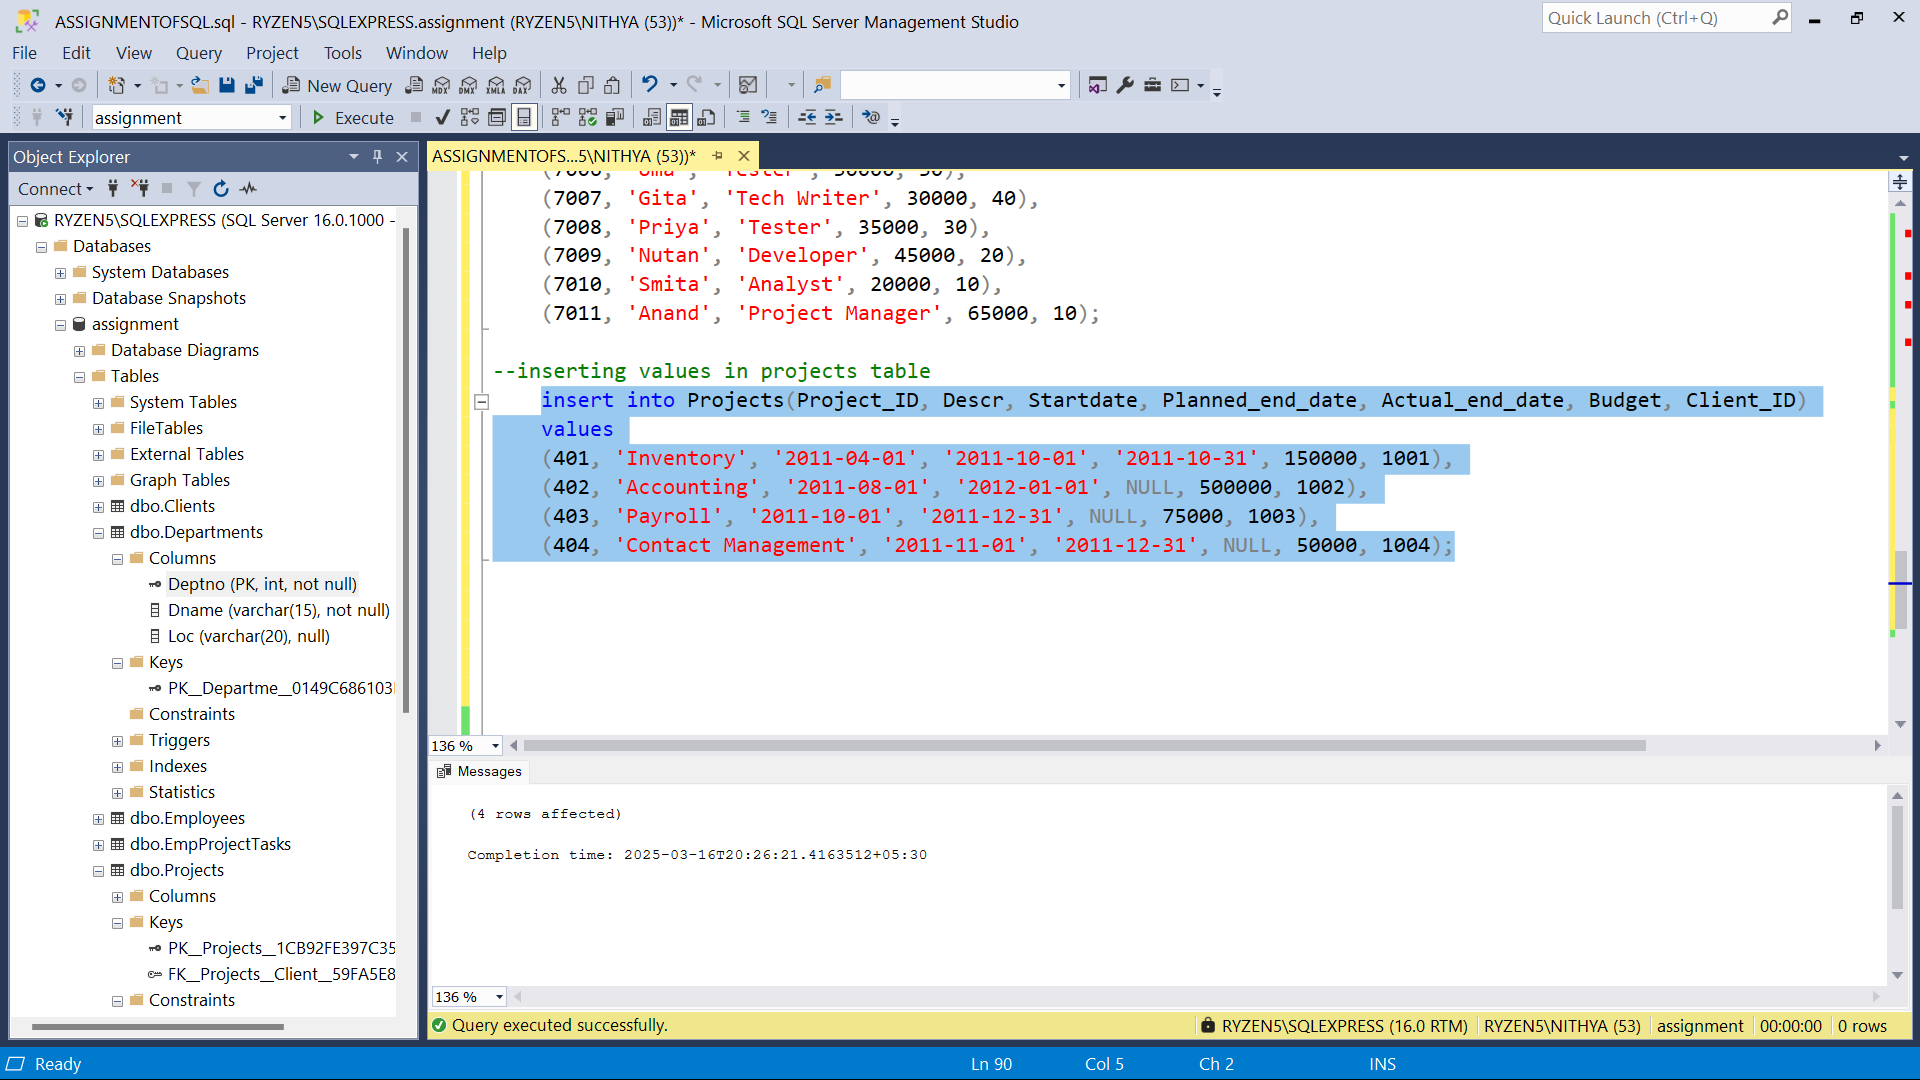 ASSIGNMENTOFSQL.sql - RYZEN5\SQLEXPRESS.assignment (RYZEN5\NITHYA (53))* - Microsoft SQL Server Management Studio
Quick Launch (Ctrl+Q)
File Edit View Query Project Tools Window Help
New Query
MDX DMX XMLA DAX
assignment
Execute
Object Explorer
Connect
RYZEN5\SQLEXPRESS (SQL Server 16.0.1000 -
Databases
System Databases
Database Snapshots
assignment
Database Diagrams
Tables
System Tables
FileTables
External Tables
Graph Tables
dbo.Clients
dbo.Departments
Columns
Deptno (PK, int, not null)
Dname (varchar(15), not null)
Loc (varchar(20), null)
Keys
PK__Departme__0149C686103
Constraints
Triggers
Indexes
Statistics
dbo.Employees
dbo.EmpProjectTasks
dbo.Projects
Columns
Keys
PK__Projects__1CB92FE397C35
FK__Projects__Client__59FA5E8
Constraints
ASSIGNMENTOFS...5\NITHYA (53))*
(7007, 'Gita', 'Tech Writer', 30000, 40),
(7008, 'Priya', 'Tester', 35000, 30),
(7009, 'Nutan', 'Developer', 45000, 20),
(7010, 'Smita', 'Analyst', 20000, 10),
(7011, 'Anand', 'Project Manager', 65000, 10);
--inserting values in projects table
insert into Projects(Project_ID, Descr, Startdate, Planned_end_date, Actual_end_date, Budget, Client_ID)
values
(401, 'Inventory', '2011-04-01', '2011-10-01', '2011-10-31', 150000, 1001),
(402, 'Accounting', '2011-08-01', '2012-01-01', NULL, 500000, 1002),
(403, 'Payroll', '2011-10-01', '2011-12-31', NULL, 75000, 1003),
(404, 'Contact Management', '2011-11-01', '2011-12-31', NULL, 50000, 1004);
136 %
Messages
(4 rows affected)
Completion time: 2025-03-16T20:26:21.4163512+05:30
136 %
Query executed successfully.
RYZEN5\SQLEXPRESS (16.0 RTM) RYZEN5\NITHYA (53) assignment 00:00:00 0 rows
Ready
Ln 90 Col 5 Ch 2 INS